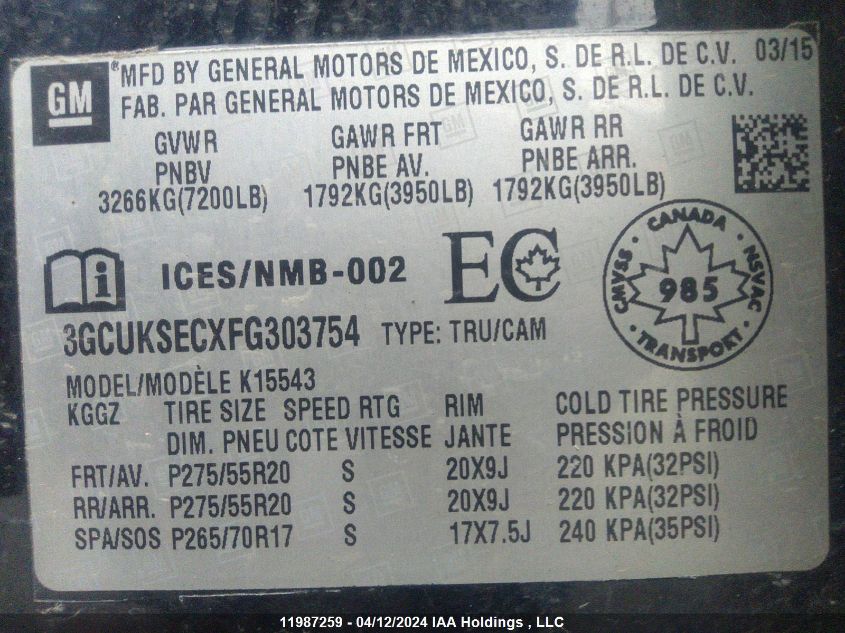 GM
®MFD BY GENERAL MOTORS DE MEXICO, S. DE R.L. DE C.V. 03/15
FAB. PAR GENERAL MOTORS DE MEXICO, S. DE R.L. DE C.V.
GVWR GAWR FRT GAWR RR
PNBV PNBE AV. PNBE ARR.
3266KG(7200LB) 1792KG(3950LB) 1792KG(3950LB)
i ICES/NMB-002 EC
CANADA
CMVSS 985 NSVAC
TRANSPORT
3GCUKSECXFG303754 TYPE: TRU/CAM
MODEL/MODÈLE K15543
KGGZ TIRE SIZE SPEED RTG RIM COLD TIRE PRESSURE
DIM. PNEU COTE VITESSE JANTE PRESSION À FROID
FRT/AV. P275/55R20 S 20X9J 220 KPA(32PSI)
RR/ARR. P275/55R20 S 20X9J 220 KPA(32PSI)
SPA/SOS P265/70R17 S 17X7.5J 240 KPA(35PSI)
11987259 - 04/12/2024 IAA Holdings , LLC